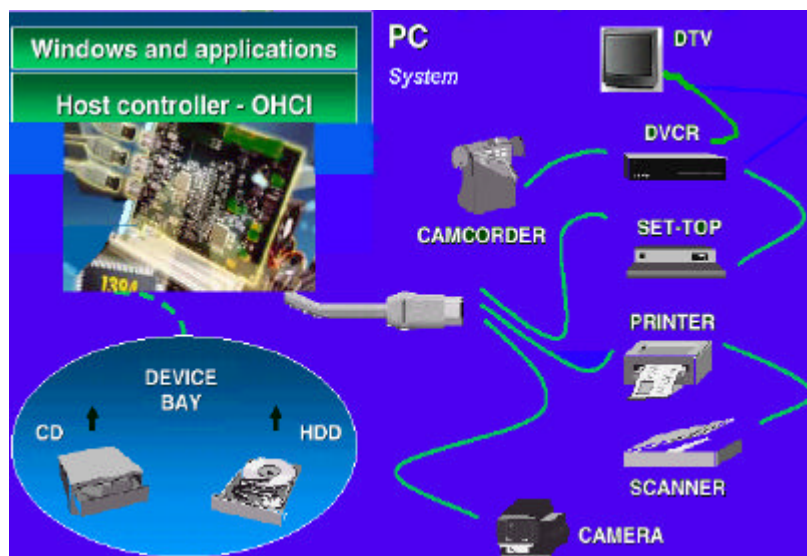 Windows and applications
Host controller - OHCI
1394
PC
System
DTV
DVCR
CAMCORDER
SET-TOP
PRINTER
SCANNER
CAMERA
DEVICE
BAY
CD
HDD